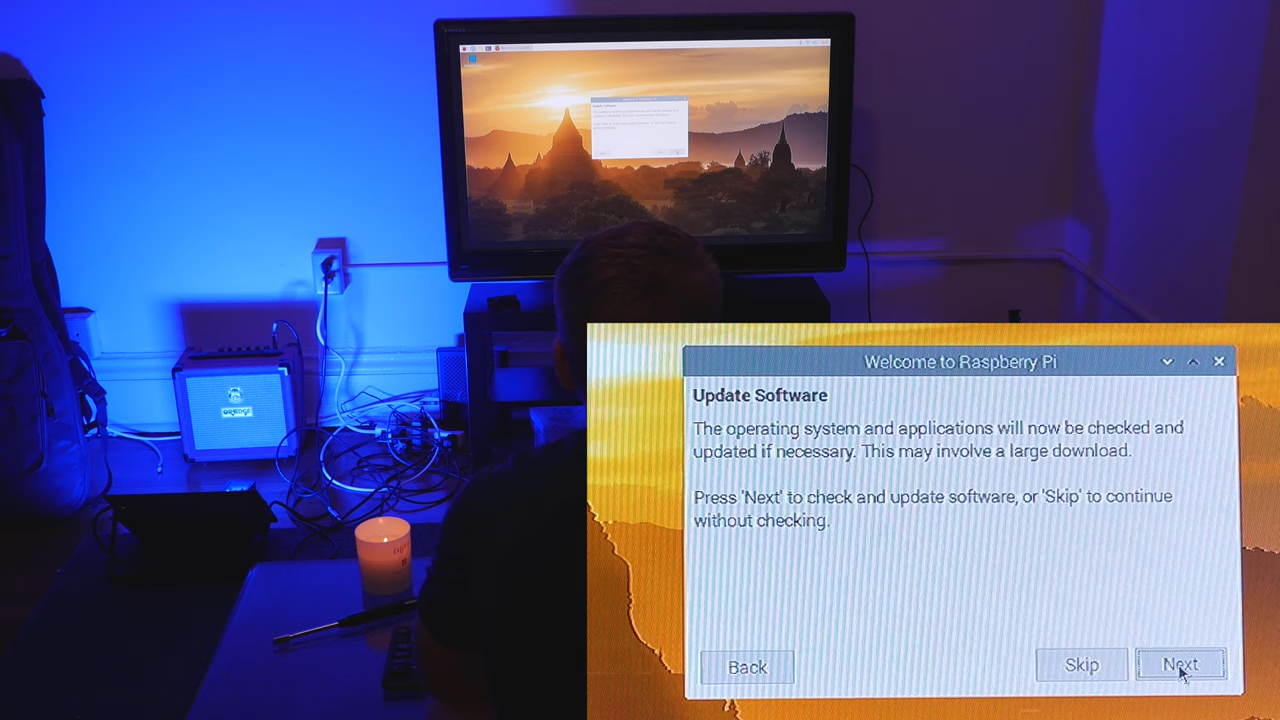 ORANGE
Welcome to Raspberry Pi
Update Software
The operating system and applications will now be checked and
updated if necessary. This may involve a large download.
Press 'Next' to check and update software, or 'Skip' to continue
without checking.
Back
Skip
Next